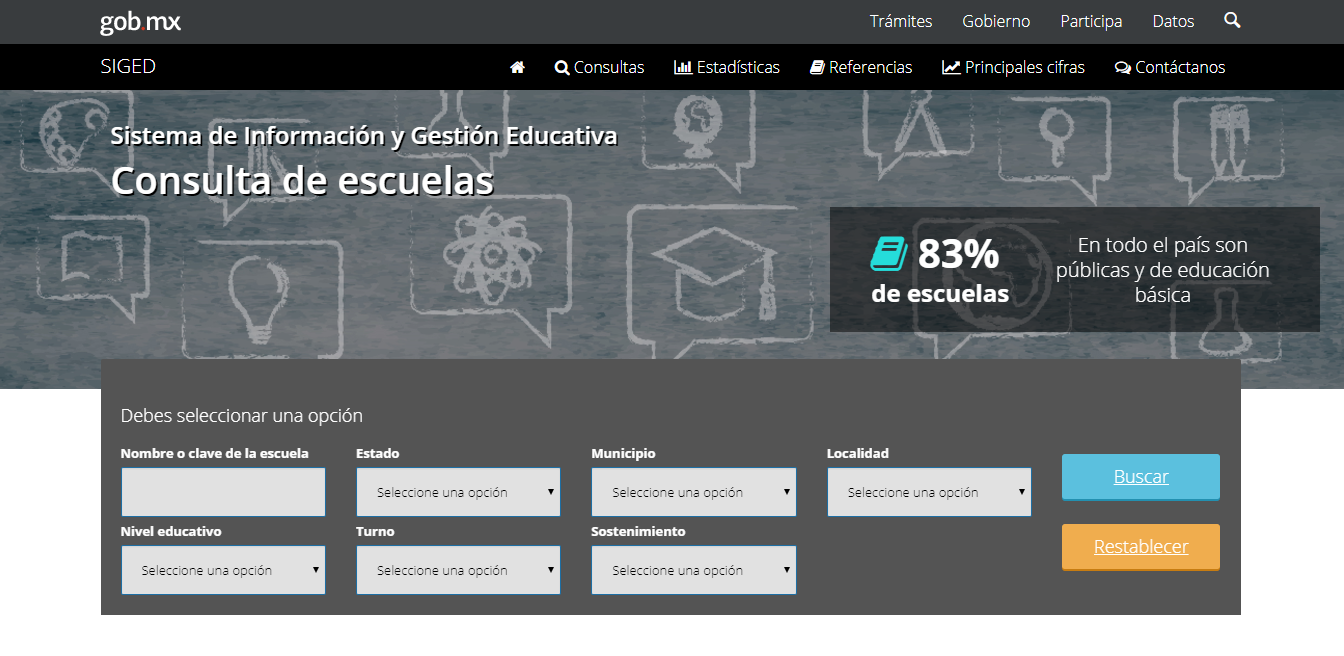 gob.mx
Trámites Gobierno Participa Datos
SIGED
Consultas Estadísticas Referencias Principales cifras Contáctanos
Sistema de Información y Gestión Educativa
Consulta de escuelas
83%
de escuelas
En todo el país son
públicas y de educación
básica
Debes seleccionar una opción
Nombre o clave de la escuela Estado Municipio Localidad
Seleccione una opción Seleccione una opción Seleccione una opción
Buscar
Nivel educativo Turno Sostenimiento
Seleccione una opción Seleccione una opción Seleccione una opción
Restablecer